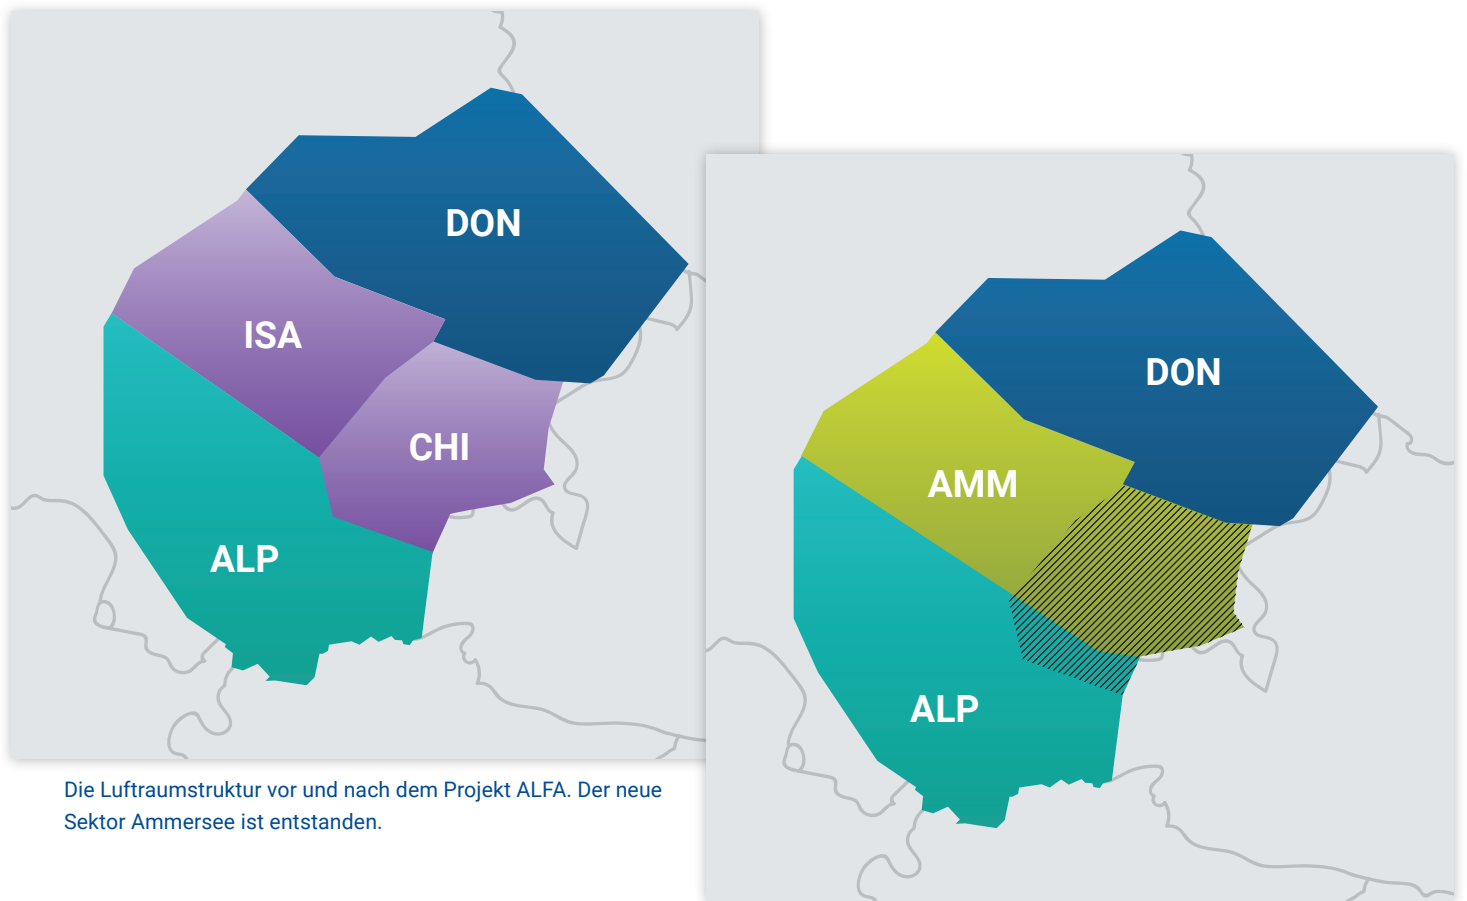 DON
ISA
CHI
ALP
DON
AMM
ALP
Die Luftraumstruktur vor und nach dem Projekt ALFA. Der neue
Sektor Ammersee ist entstanden.